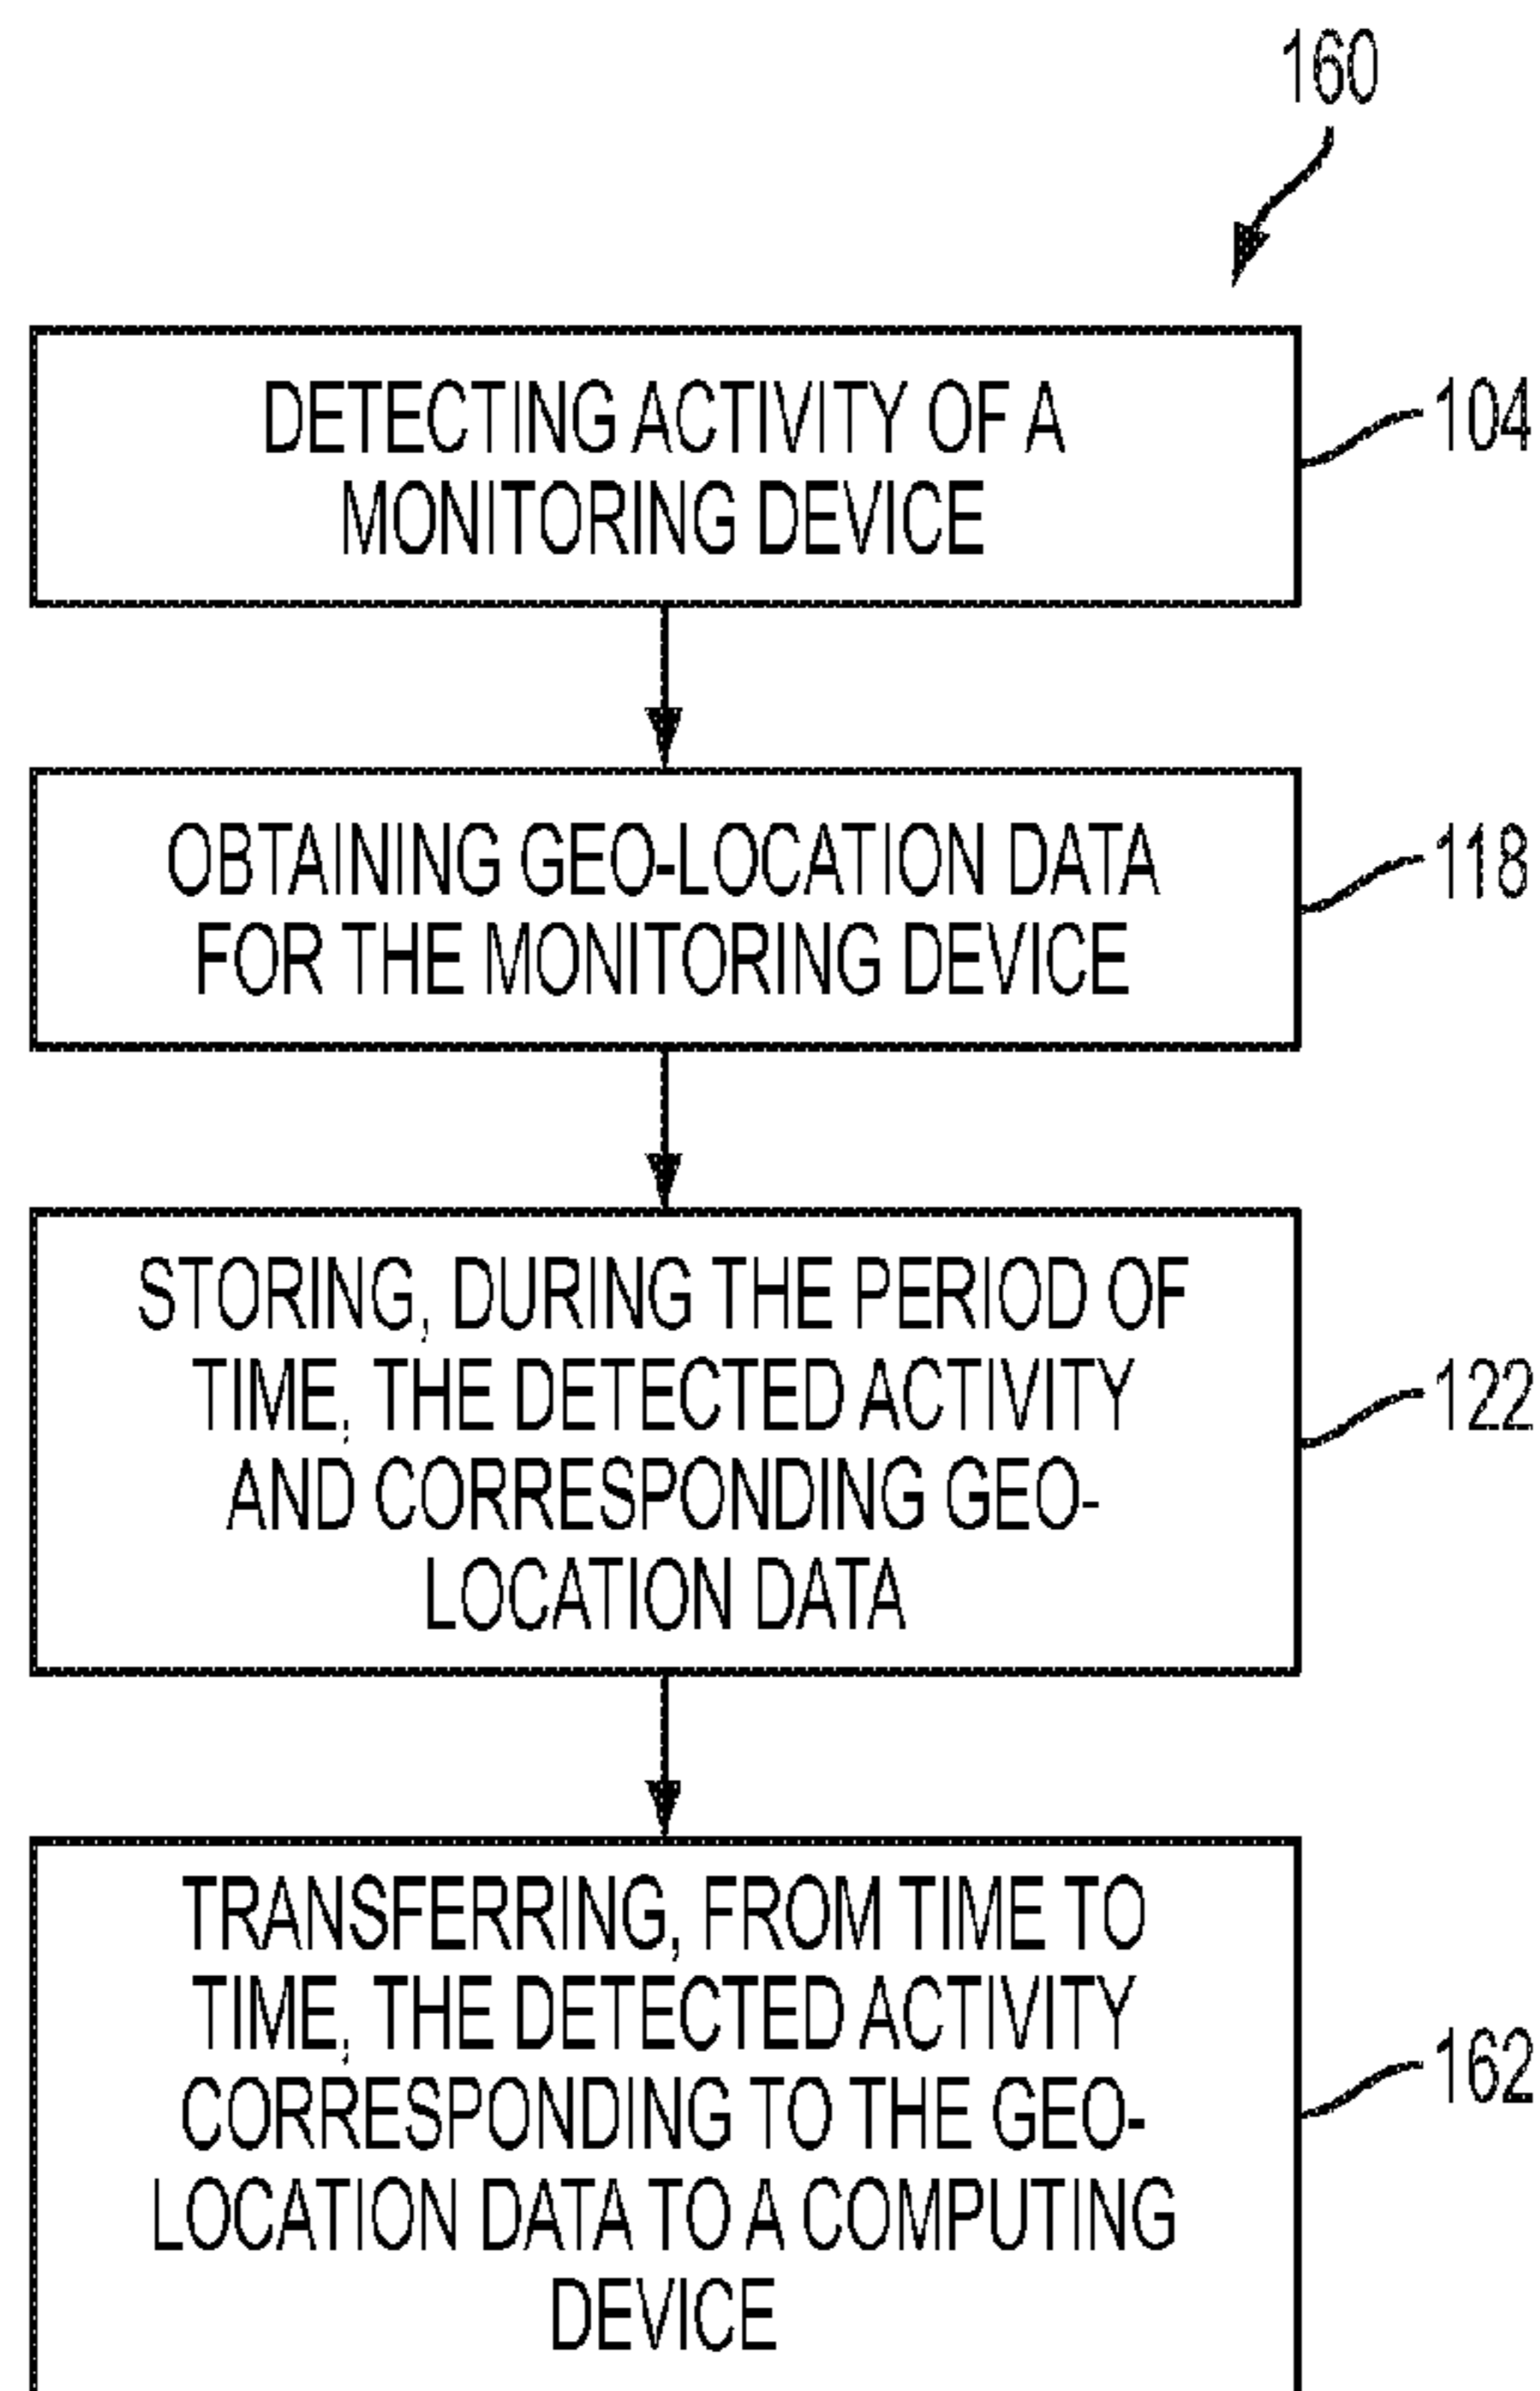 160
DETECTING ACTIVITY OF A
MONITORING DEVICE
104
OBTAINING GEO-LOCATION DATA
FOR THE MONITORING DEVICE
118
STORING, DURING THE PERIOD OF
TIME, THE DETECTED ACTIVITY
AND CORRESPONDING GEO-
LOCATION DATA
122
TRANSFERRING, FROM TIME TO
TIME, THE DETECTED ACTIVITY
CORRESPONDING TO THE GEO-
LOCATION DATA TO A COMPUTING
DEVICE
162